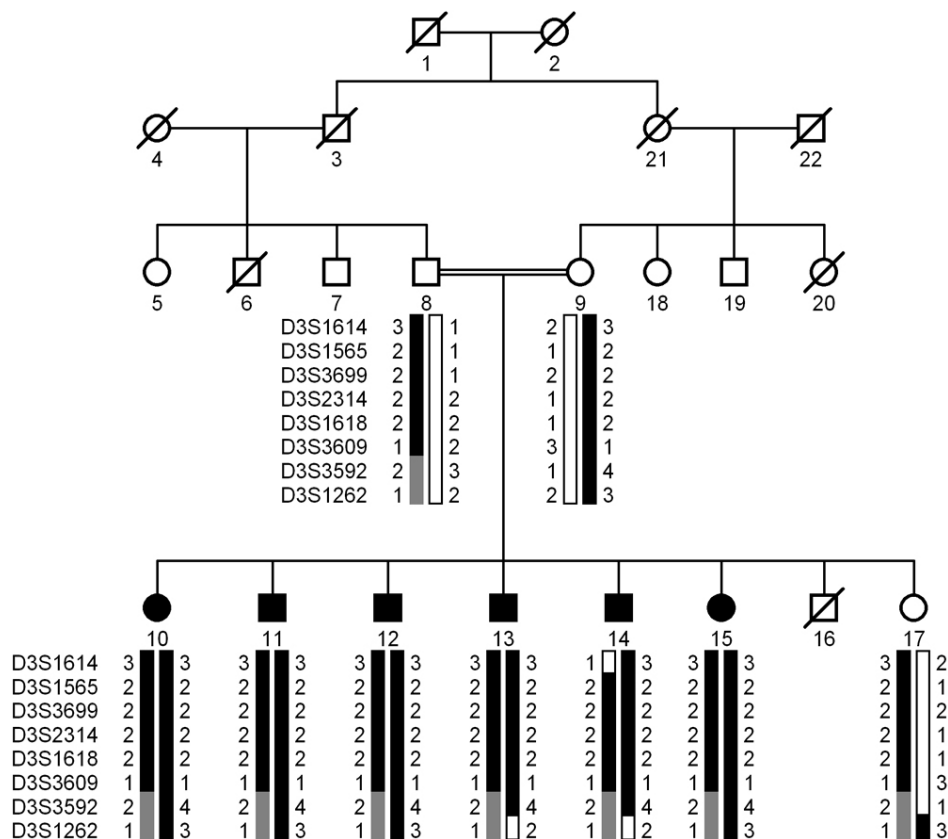 1 2
4 3 21 22
5 6 7 8 9 18 19 20
D3S1614 3 1 2 3
D3S1565 2 1 1 2
D3S3699 2 1 2 2
D3S2314 2 2 1 2
D3S1618 2 2 1 2
D3S3609 1 2 3 1
D3S3592 2 3 1 4
D3S1262 1 2 2 3
10 11 12 13 14 15 16 17
D3S1614 3 3 3 3 3 3 3 3 1 3 3 3 3 2
D3S1565 2 2 2 2 2 2 2 2 2 2 2 2 2 1
D3S3699 2 2 2 2 2 2 2 2 2 2 2 2 2 2
D3S2314 2 2 2 2 2 2 2 2 2 2 2 2 2 1
D3S1618 2 2 2 2 2 2 2 2 2 2 2 2 2 1
D3S3609 1 1 1 1 1 1 1 1 1 1 1 1 1 3
D3S3592 2 4 2 4 2 4 2 4 2 4 2 4 2 1
D3S1262 1 3 1 3 1 3 1 2 1 2 1 3 1 3